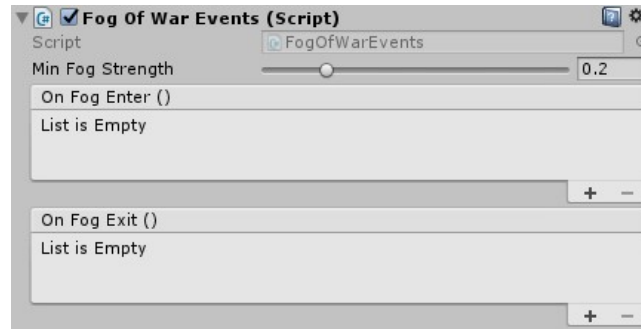 Fog Of War Events (Script)
Script FogOfWarEvents
Min Fog Strength 0.2
On Fog Enter ()
List is Empty
+ −
On Fog Exit ()
List is Empty
+ −